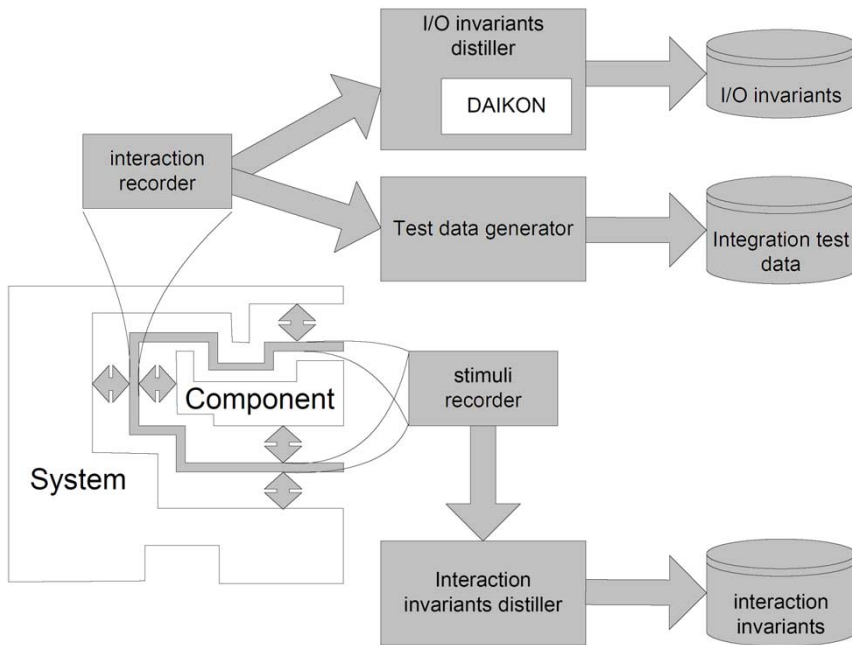 I/O invariants
distiller
DAIKON
I/O invariants
interaction
recorder
Test data generator
Integration test
data
stimuli
recorder
Component
System
Interaction
invariants distiller
interaction
invariants